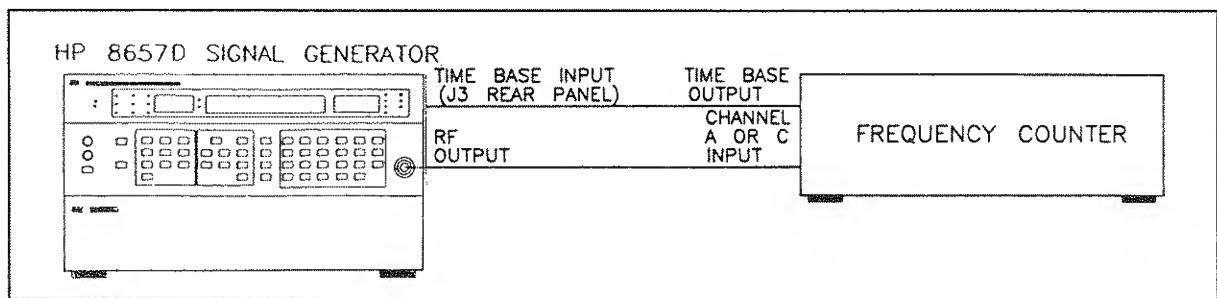 HP 8657D SIGNAL GENERATOR
TIME BASE INPUT
(J3 REAR PANEL)
TIME BASE
OUTPUT
RF
OUTPUT
CHANNEL
A OR C
INPUT
FREQUENCY COUNTER